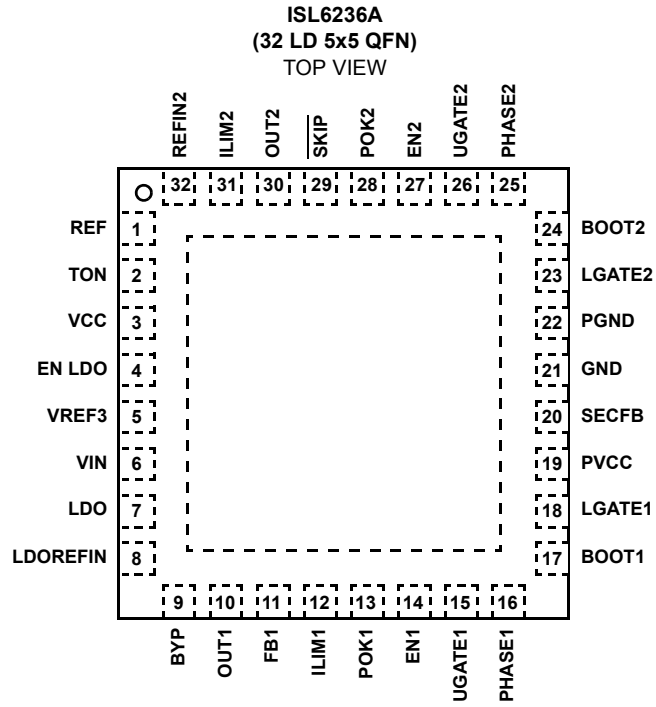 ISL6236A
(32 LD 5x5 QFN)
TOP VIEW
REFIN2
ILIM2
OUT2
SKIP
POK2
EN2
UGATE2
PHASE2
32 31 30 29 28 27 26 25
REF 1 24 BOOT2
TON 2 23 LGATE2
VCC 3 22 PGND
EN LDO 4 21 GND
VREF3 5 20 SECFB
VIN 6 19 PVCC
LDO 7 18 LGATE1
LDOREFIN 8 17 BOOT1
9 10 11 12 13 14 15 16
BYP
OUT1
FB1
ILIM1
POK1
EN1
UGATE1
PHASE1